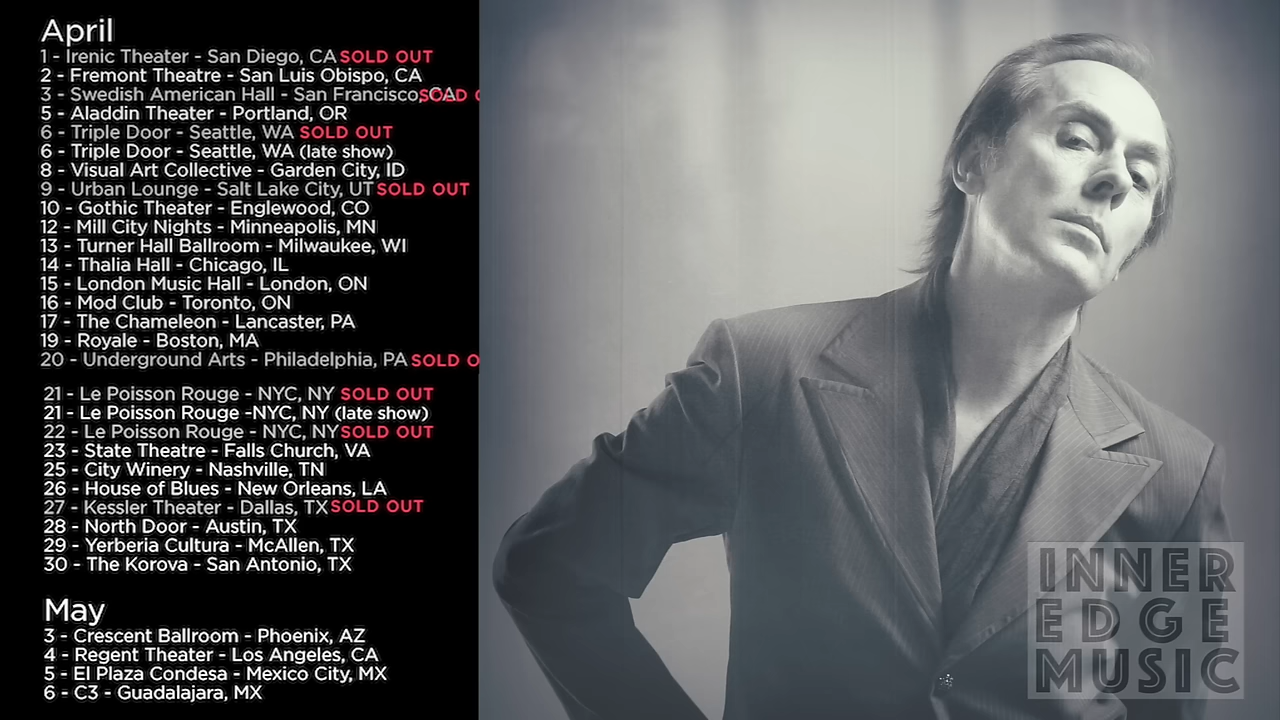 April
1 - Irenic Theater - San Diego, CA SOLD OUT
2 - Fremont Theatre - San Luis Obispo, CA
3 - Swedish American Hall - San Francisco, CA SOLD
5 - Aladdin Theater - Portland, OR
6 - Triple Door - Seattle, WA SOLD OUT
6 - Triple Door - Seattle, WA (late show)
8 - Visual Art Collective - Garden City, ID
9 - Urban Lounge - Salt Lake City, UT SOLD OUT
10 - Gothic Theater - Englewood, CO
12 - Mill City Nights - Minneapolis, MN
13 - Turner Hall Ballroom - Milwaukee, WI
14 - Thalia Hall - Chicago, IL
15 - London Music Hall - London, ON
16 - Mod Club - Toronto, ON
17 - The Chameleon - Lancaster, PA
19 - Royale - Boston, MA
20 - Underground Arts - Philadelphia, PA SOLD O
21 - Le Poisson Rouge - NYC, NY SOLD OUT
21 - Le Poisson Rouge -NYC, NY (late show)
22 - Le Poisson Rouge - NYC, NY SOLD OUT
23 - State Theatre - Falls Church, VA
25 - City Winery - Nashville, TN
26 - House of Blues - New Orleans, LA
27 - Kessler Theater - Dallas, TX SOLD OUT
28 - North Door - Austin, TX
29 - Yerberia Cultura - McAllen, TX
30 - The Korova - San Antonio, TX
May
3 - Crescent Ballroom - Phoenix, AZ
4 - Regent Theater - Los Angeles, CA
5 - El Plaza Condesa - Mexico City, MX
6 - C3 - Guadalajara, MX
INNER
EDGE
MUSIC